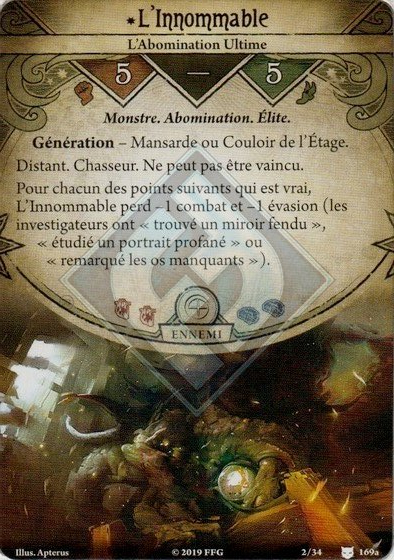 *L'Innommable
L'Abomination Ultime
5 — 5
Monstre. Abomination. Élite.
Génération – Mansarde ou Couloir de l'Étage.
Distant. Chasseur. Ne peut pas être vaincu.
Pour chacun des points suivants qui est vrai,
L'Innommable perd –1 combat et –1 évasion (les
investigateurs ont « trouvé un miroir fendu »,
« étudié un portrait profané » ou
« remarqué les os manquants »).
ENNEMI
Illus. Apterus © 2019 FFG 2/34 169a